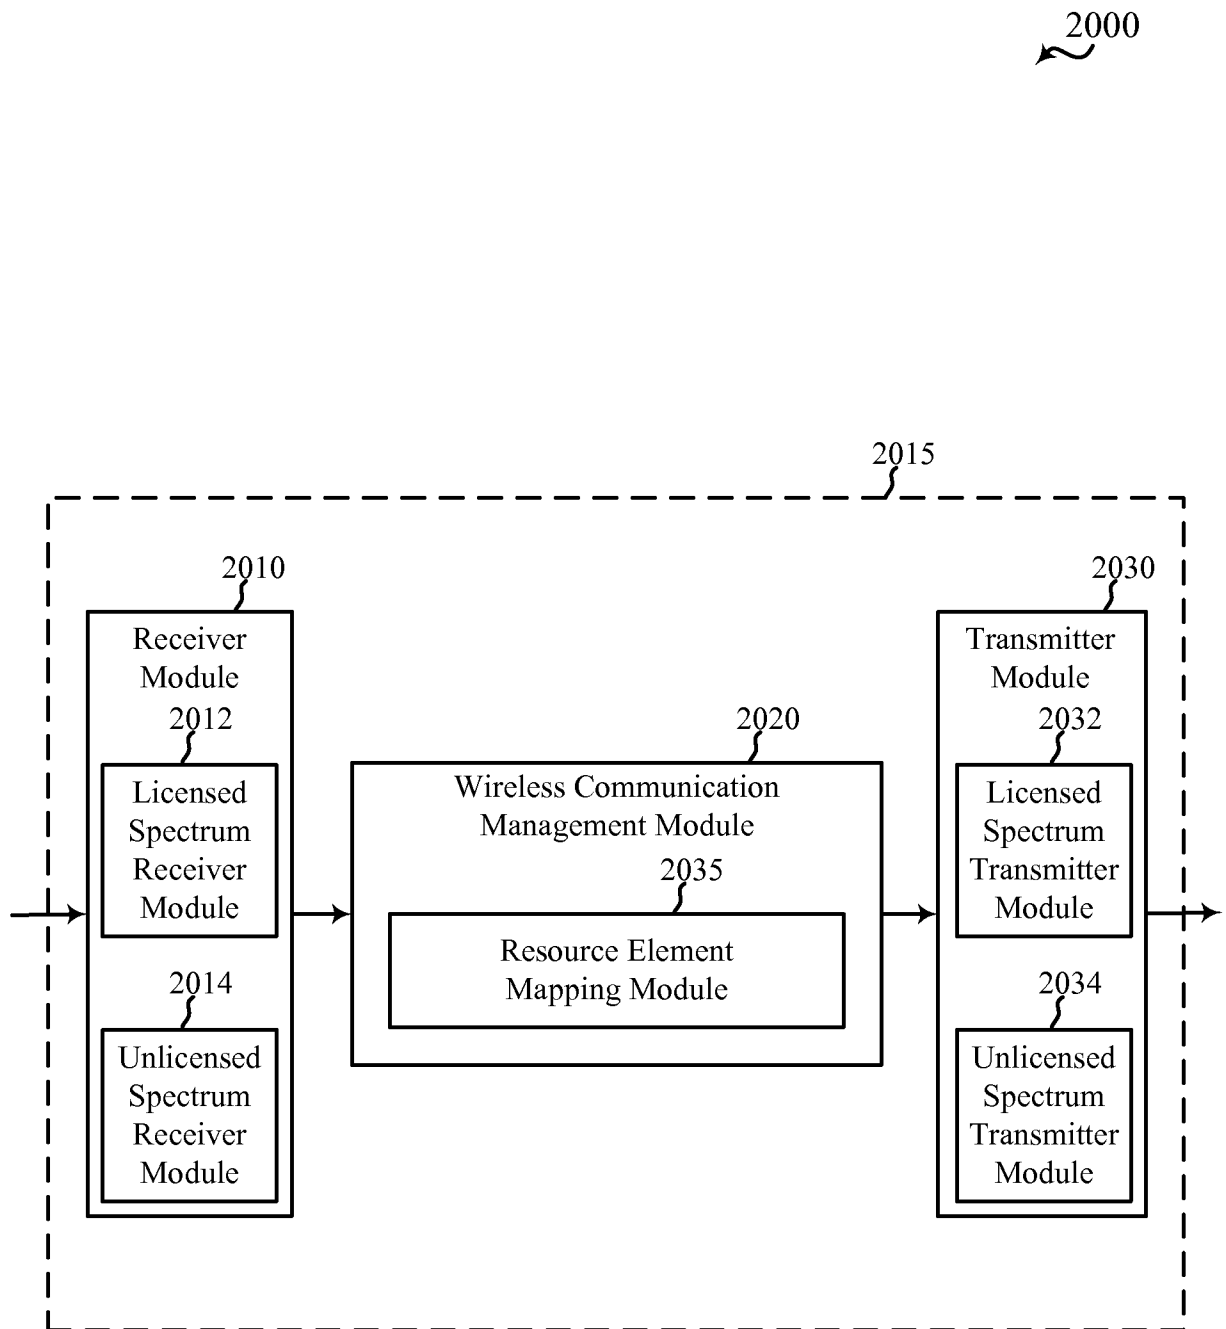 2000
2015
2010
Receiver
Module
2012
Licensed
Spectrum
Receiver
Module
2014
Unlicensed
Spectrum
Receiver
Module
2020
Wireless Communication
Management Module
2035
Resource Element
Mapping Module
2030
Transmitter
Module
2032
Licensed
Spectrum
Transmitter
Module
2034
Unlicensed
Spectrum
Transmitter
Module